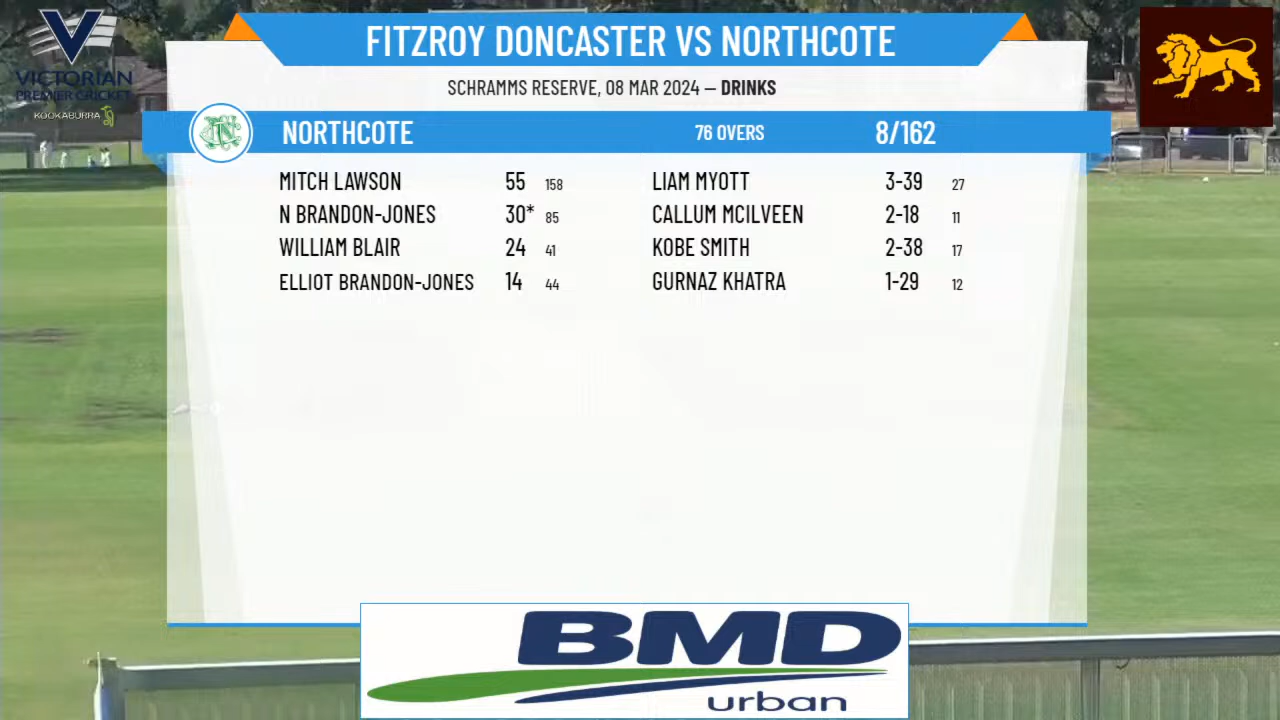 FITZROY DONCASTER VS NORTHCOTE
SCHRAMMS RESERVE, 08 MAR 2024 – DRINKS
VICTORIAN
PREMIER CRICKET
KOOKABURRA
NORTHCOTE 76 OVERS 8/162
MITCH LAWSON 55 158 LIAM MYOTT 3-39 27
N BRANDON-JONES 30* 85 CALLUM MCILVEEN 2-18 11
WILLIAM BLAIR 24 41 KOBE SMITH 2-38 17
ELLIOT BRANDON-JONES 14 44 GURNAZ KHATRA 1-29 12
BMD
urban